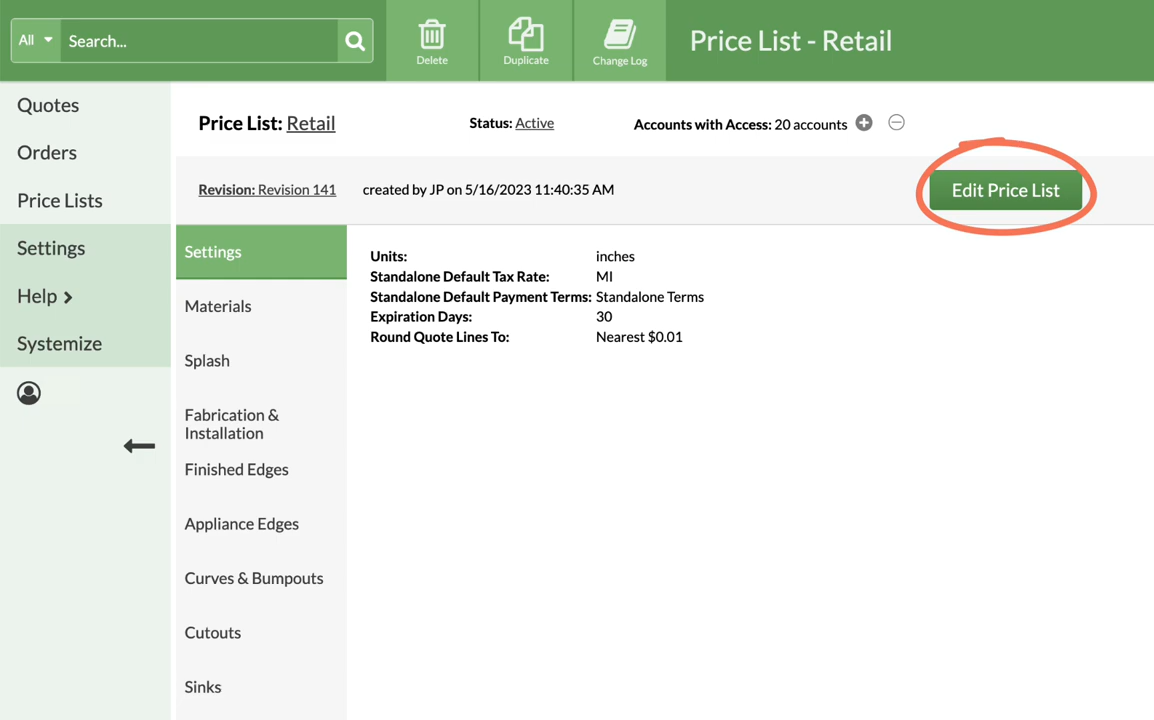 All Search...
Delete
Duplicate
Change Log
Price List - Retail
Quotes
Orders
Price Lists
Settings
Help
Systemize
Price List: Retail
Status: Active
Accounts with Access: 20 accounts
Revision: Revision 141
created by JP on 5/16/2023 11:40:35 AM
Edit Price List
Settings
Materials
Splash
Fabrication &
Installation
Finished Edges
Appliance Edges
Curves & Bumpouts
Cutouts
Sinks
Units: inches
Standalone Default Tax Rate: MI
Standalone Default Payment Terms: Standalone Terms
Expiration Days: 30
Round Quote Lines To: Nearest $0.01